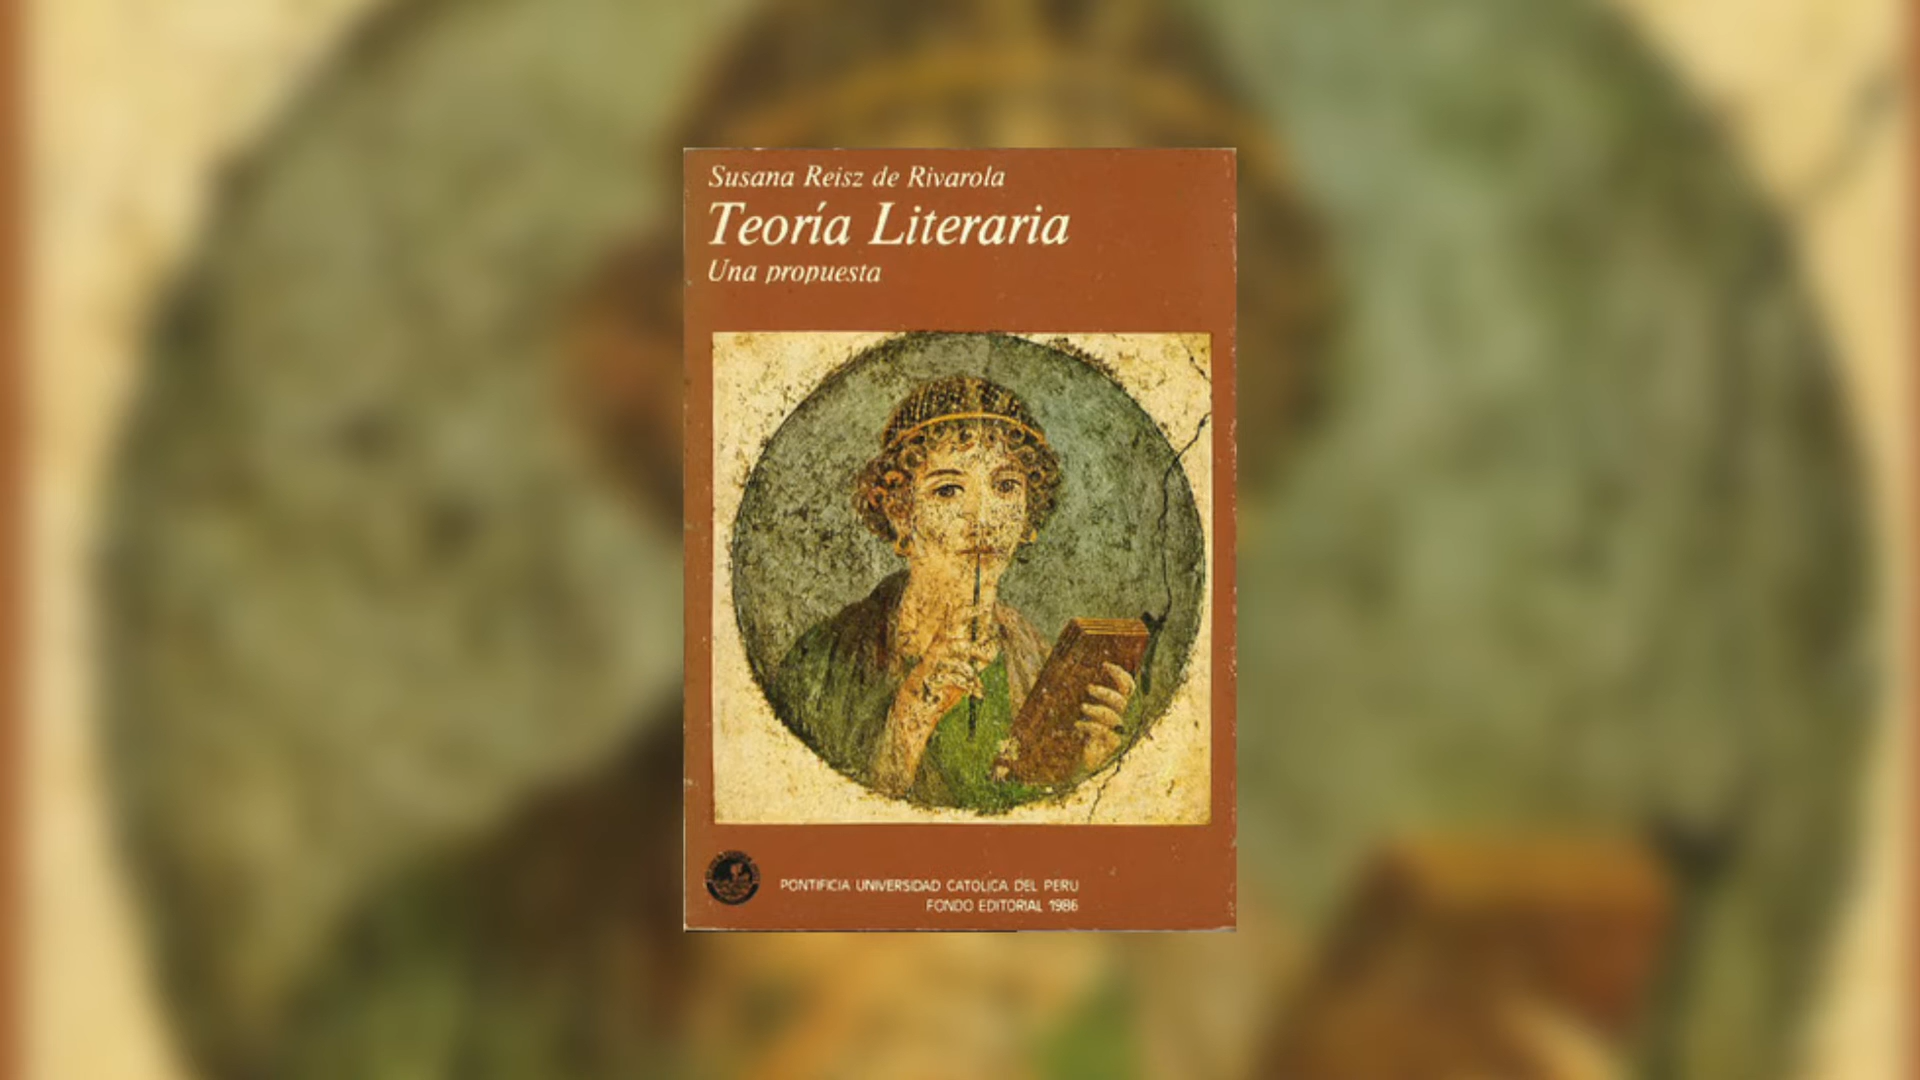 Susana Reisz de Rivarola
Teoría Literaria
Una propuesta
PONTIFICIA UNIVERSIDAD CATOLICA DEL PERU
FONDO EDITORIAL 1986